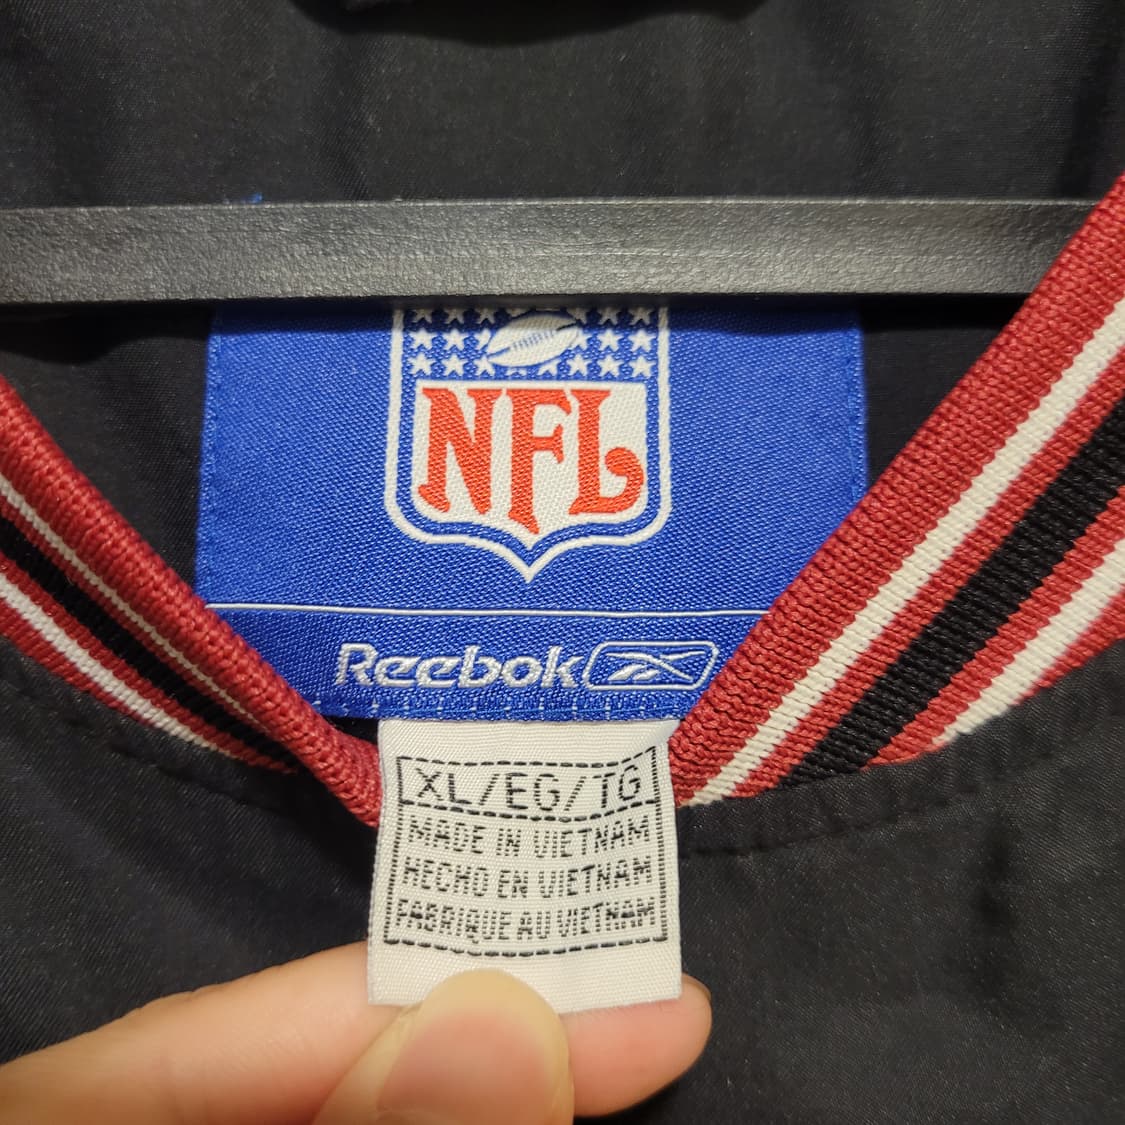 NFL
Reebok
XL/EG/TG
MADE IN VIETNAM
HECHO EN VIETNAM
FABRIQUE AU VIETNAM